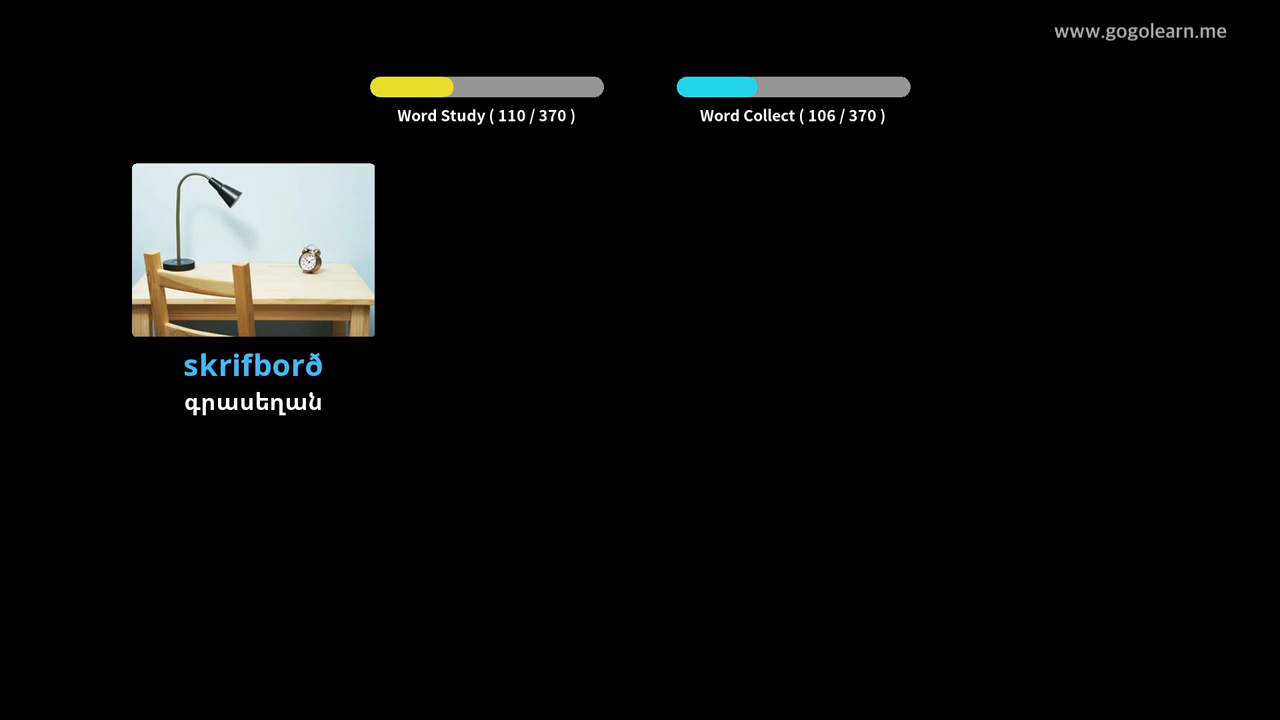 www.gogolearn.me
Word Study ( 110 / 370 )
Word Collect ( 106 / 370 )
skrifborð
գրասեղան